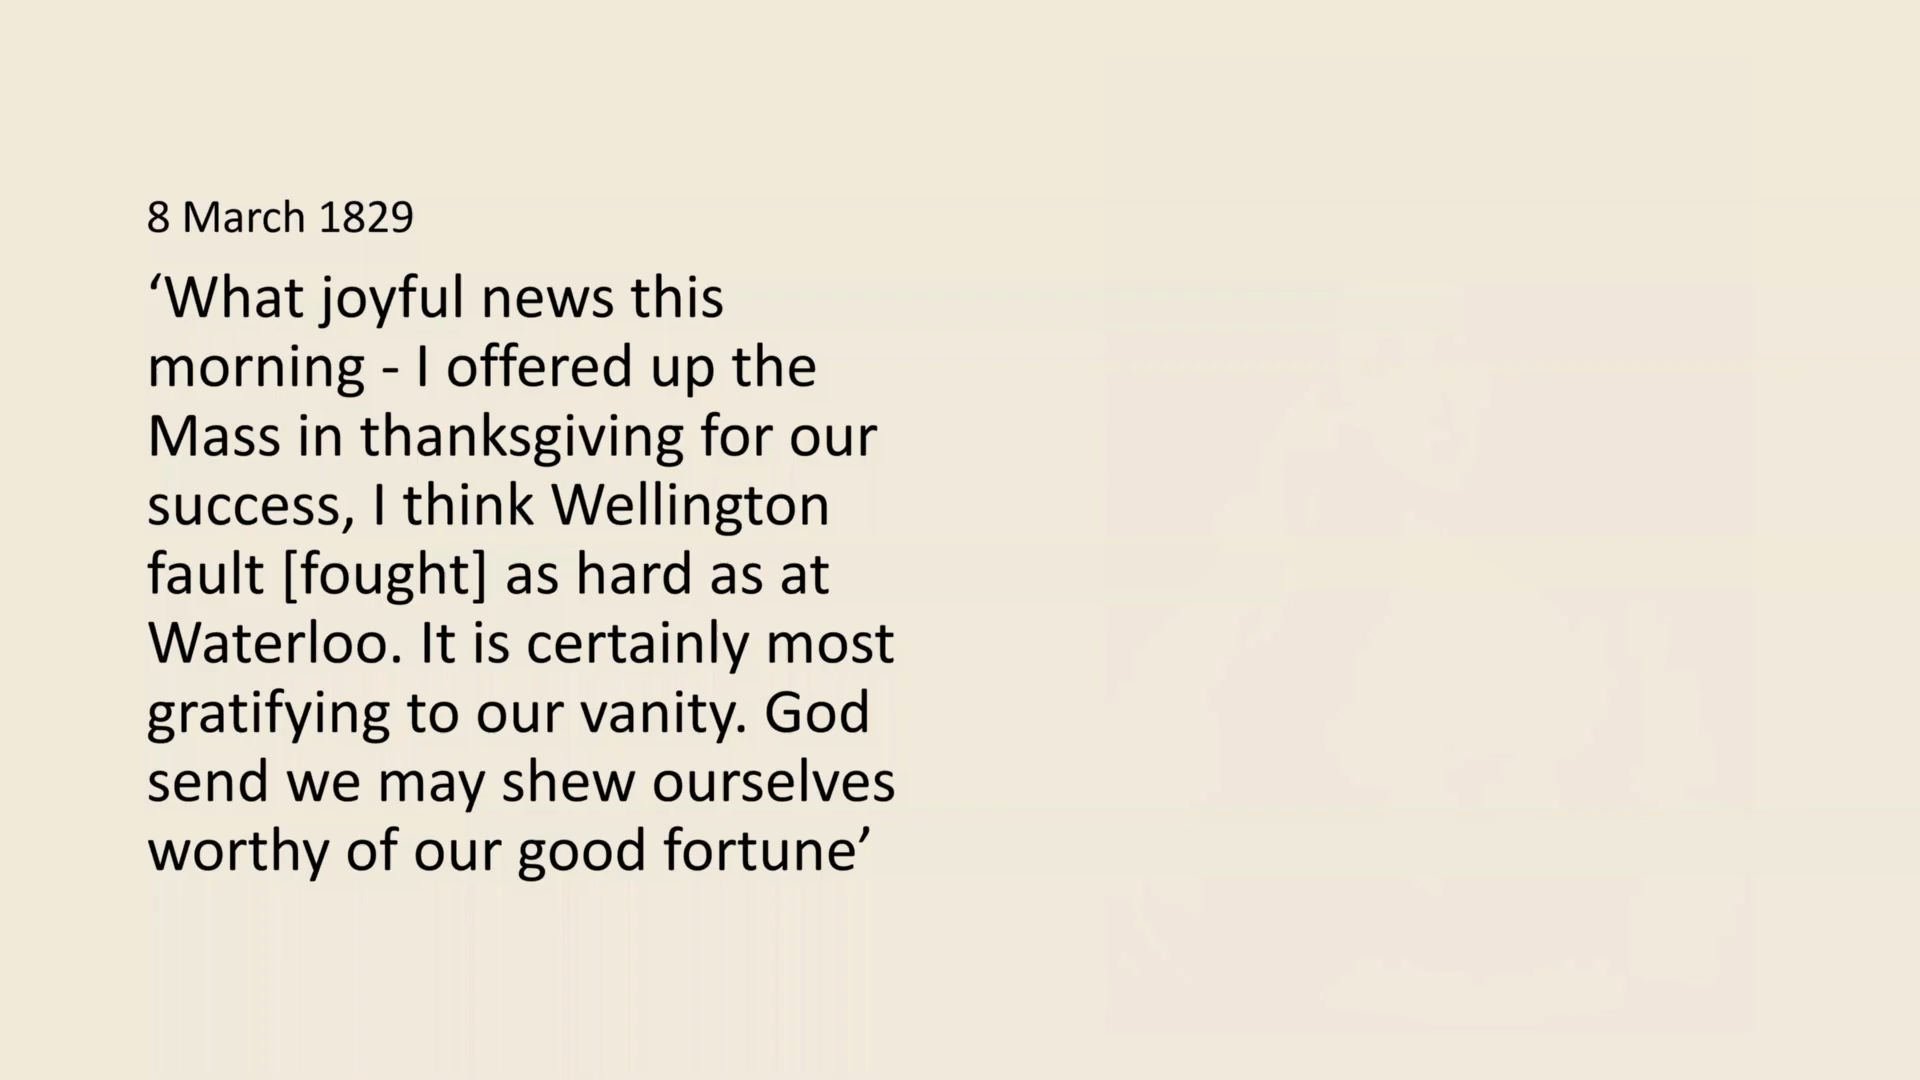 8 March 1829
‘What joyful news this
morning - I offered up the
Mass in thanksgiving for our
success, I think Wellington
fault [fought] as hard as at
Waterloo. It is certainly most
gratifying to our vanity. God
send we may shew ourselves
worthy of our good fortune’